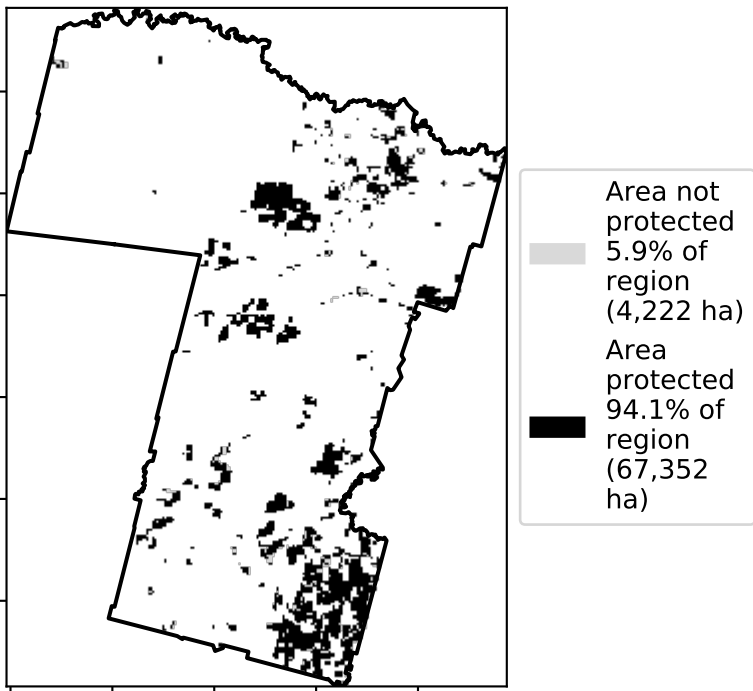 Area not
protected
5.9% of
region
(4,222 ha)
Area
protected
94.1% of
region
(67,352
ha)